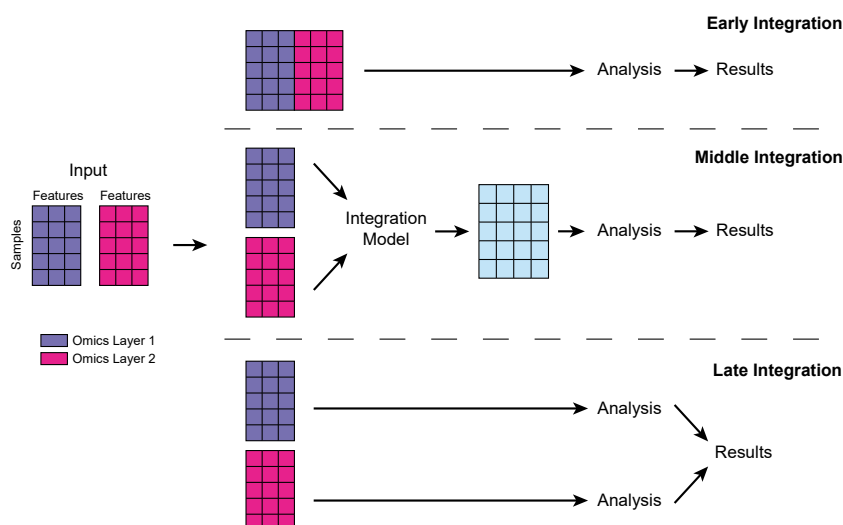 Early Integration
Analysis
Results
Middle Integration
Input
Features
Features
Samples
Integration
Model
Analysis
Results
Omics Layer 1
Omics Layer 2
Late Integration
Analysis
Results
Analysis